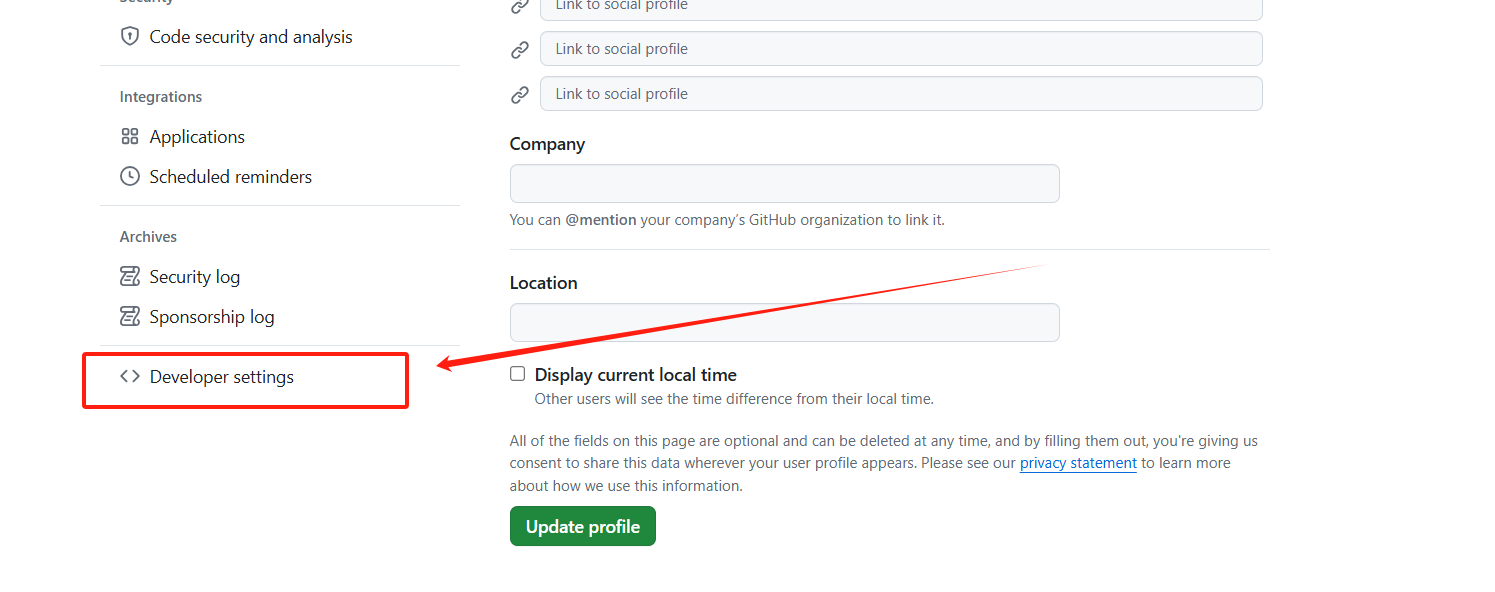 Security
Code security and analysis
Integrations
Applications
Scheduled reminders
Archives
Security log
Sponsorship log
Developer settings
Link to social profile
Link to social profile
Link to social profile
Company
You can @mention your company's GitHub organization to link it.
Location
Display current local time
Other users will see the time difference from their local time.
All of the fields on this page are optional and can be deleted at any time, and by filling them out, you're giving us
consent to share this data wherever your user profile appears. Please see our privacy statement to learn more
about how we use this information.
Update profile